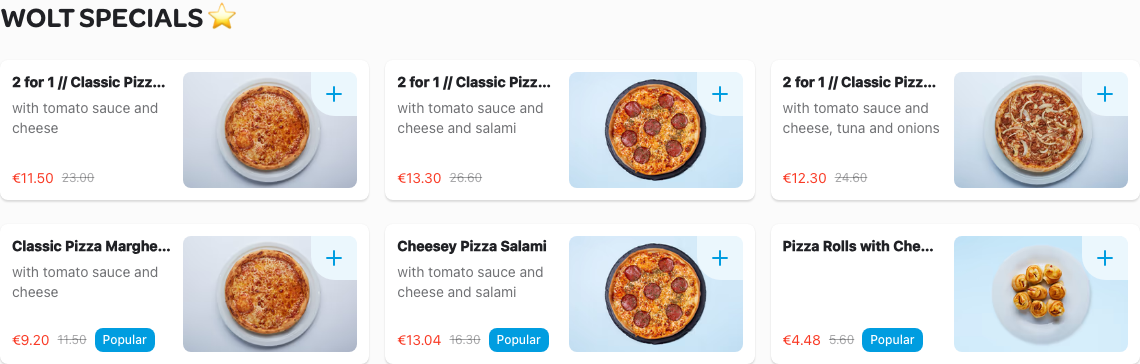 WOLT SPECIALS ⭐
2 for 1 // Classic Pizz...
with tomato sauce and
cheese
€11.50 23.00
2 for 1 // Classic Pizz...
with tomato sauce and
cheese and salami
€13.30 26.60
2 for 1 // Classic Pizz...
with tomato sauce and
cheese, tuna and onions
€12.30 24.60
Classic Pizza Marghe...
with tomato sauce and
cheese
€9.20 11.50 Popular
Cheesey Pizza Salami
with tomato sauce and
cheese and salami
€13.04 16.30 Popular
Pizza Rolls with Che...
€4.48 5.60 Popular